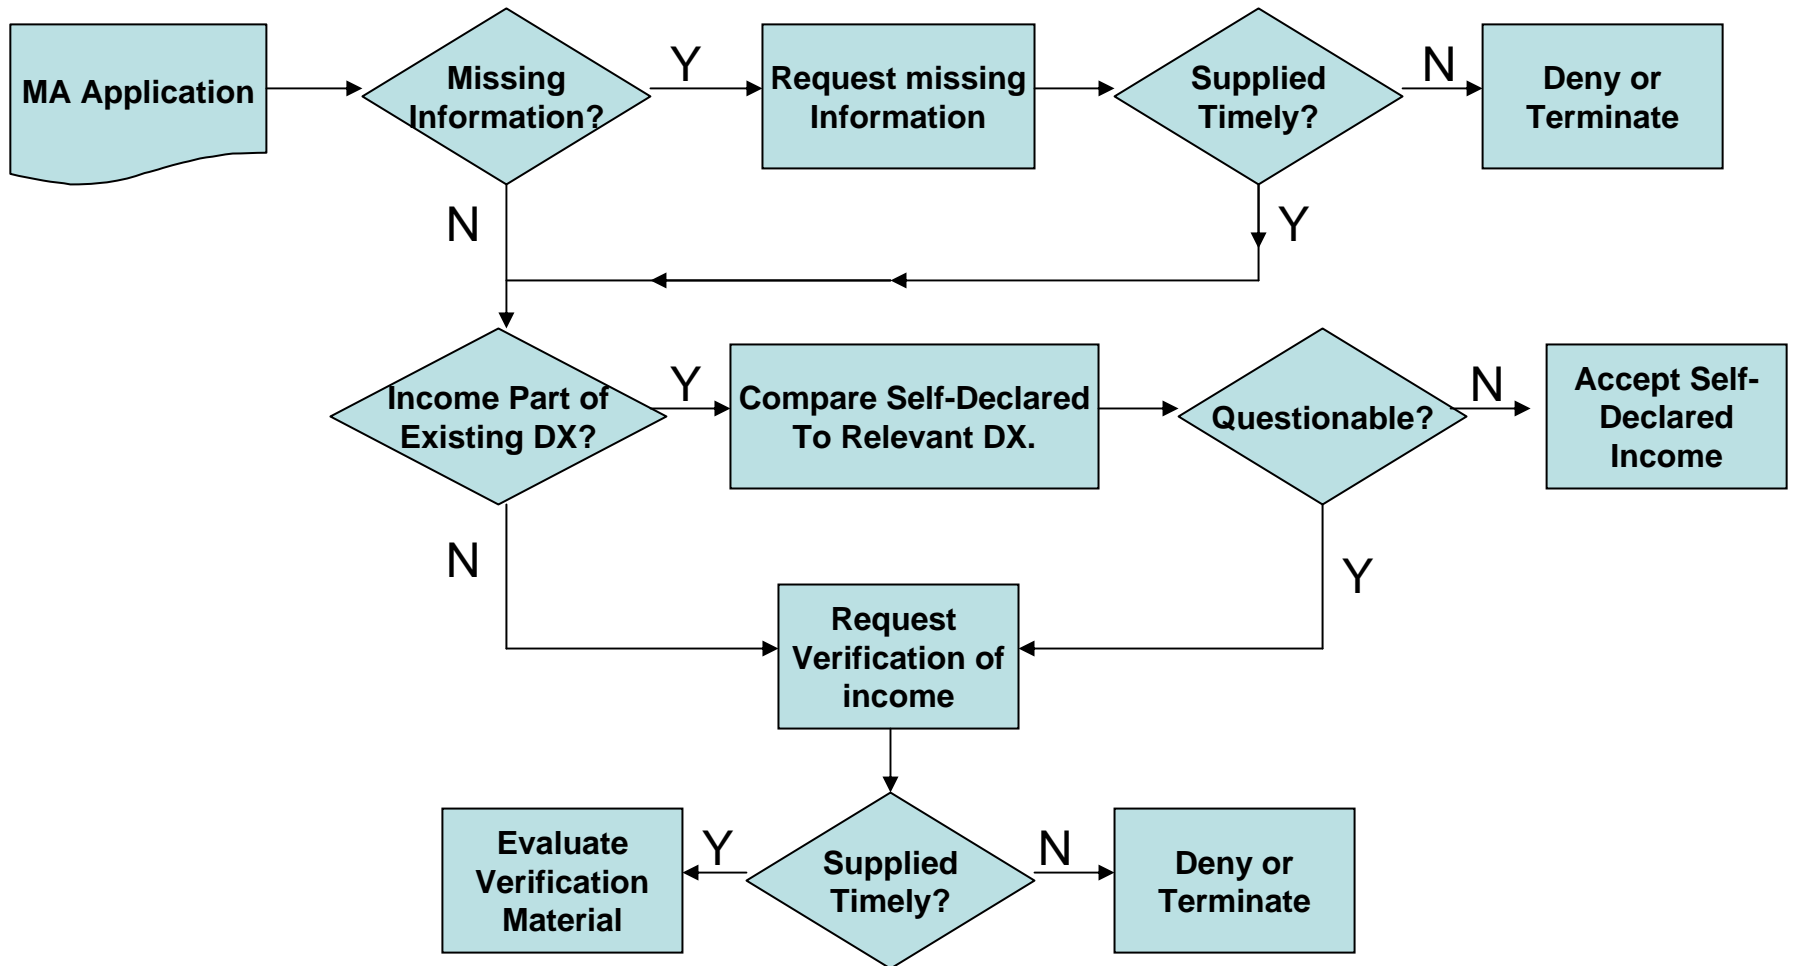 MA Application
Missing
Information?
Y
Request missing
Information
Supplied
Timely?
N
Deny or
Terminate
N
Y
Income Part of
Existing DX?
Y
Compare Self-Declared
To Relevant DX.
Questionable?
N
Accept Self-
Declared
Income
N
Y
Request
Verification of
income
Evaluate
Verification
Material
Y
Supplied
Timely?
N
Deny or
Terminate